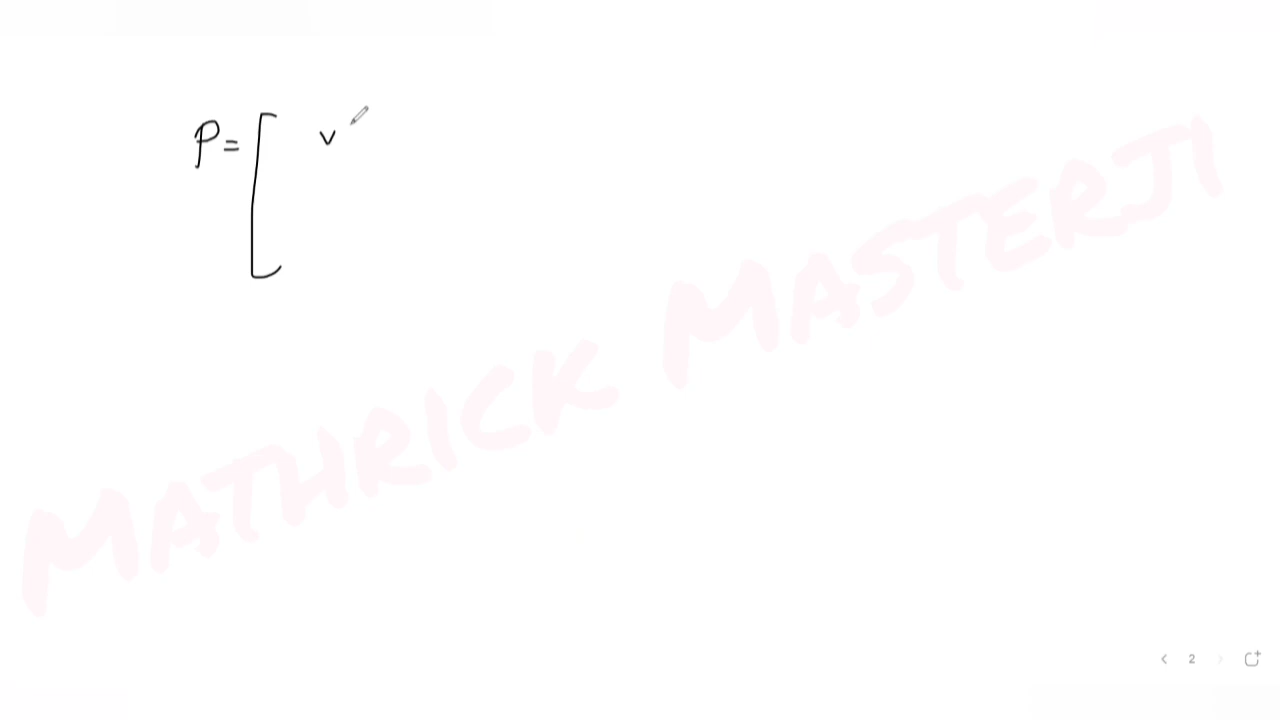 P = [ v
MATHRICK MASTERJI
< 2 >